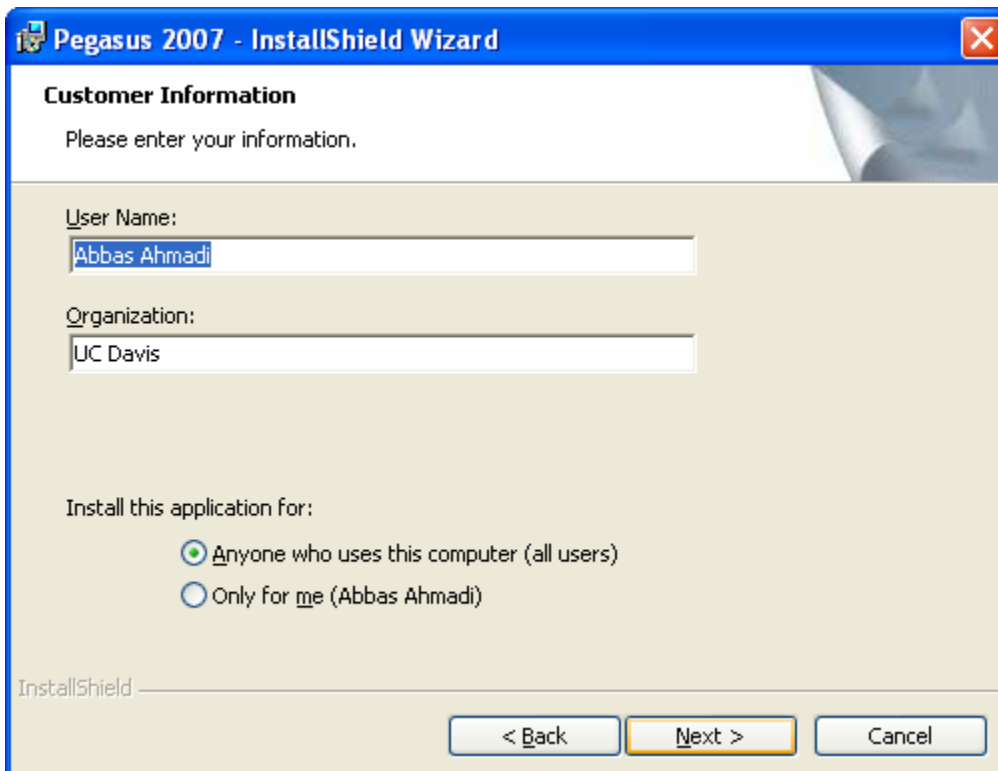 Pegasus 2007 - InstallShield Wizard
Customer Information
Please enter your information.
User Name:
Abbas Ahmadi
Organization:
UC Davis
Install this application for:
Anyone who uses this computer (all users)
Only for me (Abbas Ahmadi)
InstallShield
< Back Next > Cancel